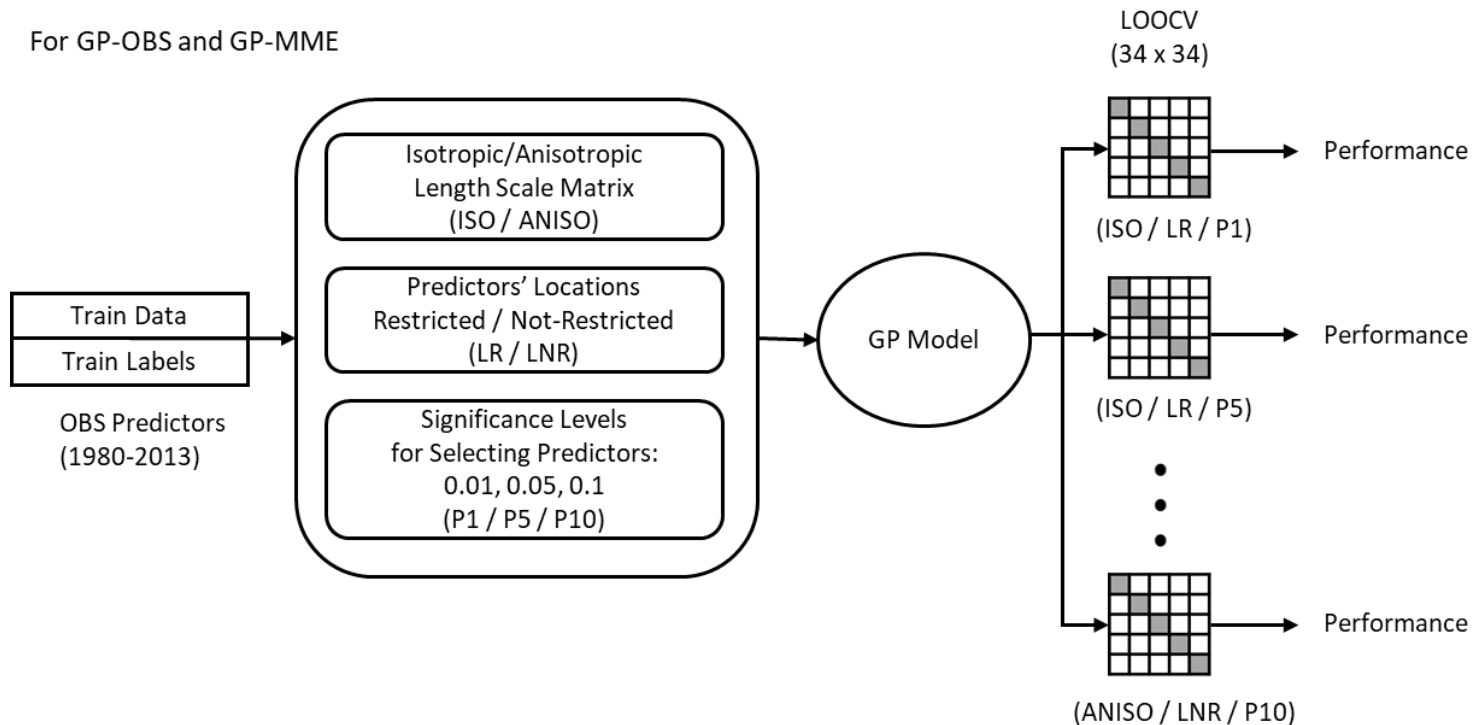 For GP-OBS and GP-MME
Train Data
Train Labels
OBS Predictors
(1980-2013)
Isotropic/Anisotropic
Length Scale Matrix
(ISO / ANISO)
Predictors’ Locations
Restricted / Not-Restricted
(LR / LNR)
Significance Levels
for Selecting Predictors:
0.01, 0.05, 0.1
(P1 / P5 / P10)
GP Model
LOOCV
(34 x 34)
Performance
(ISO / LR / P1)
Performance
(ISO / LR / P5)
Performance
(ANISO / LNR / P10)